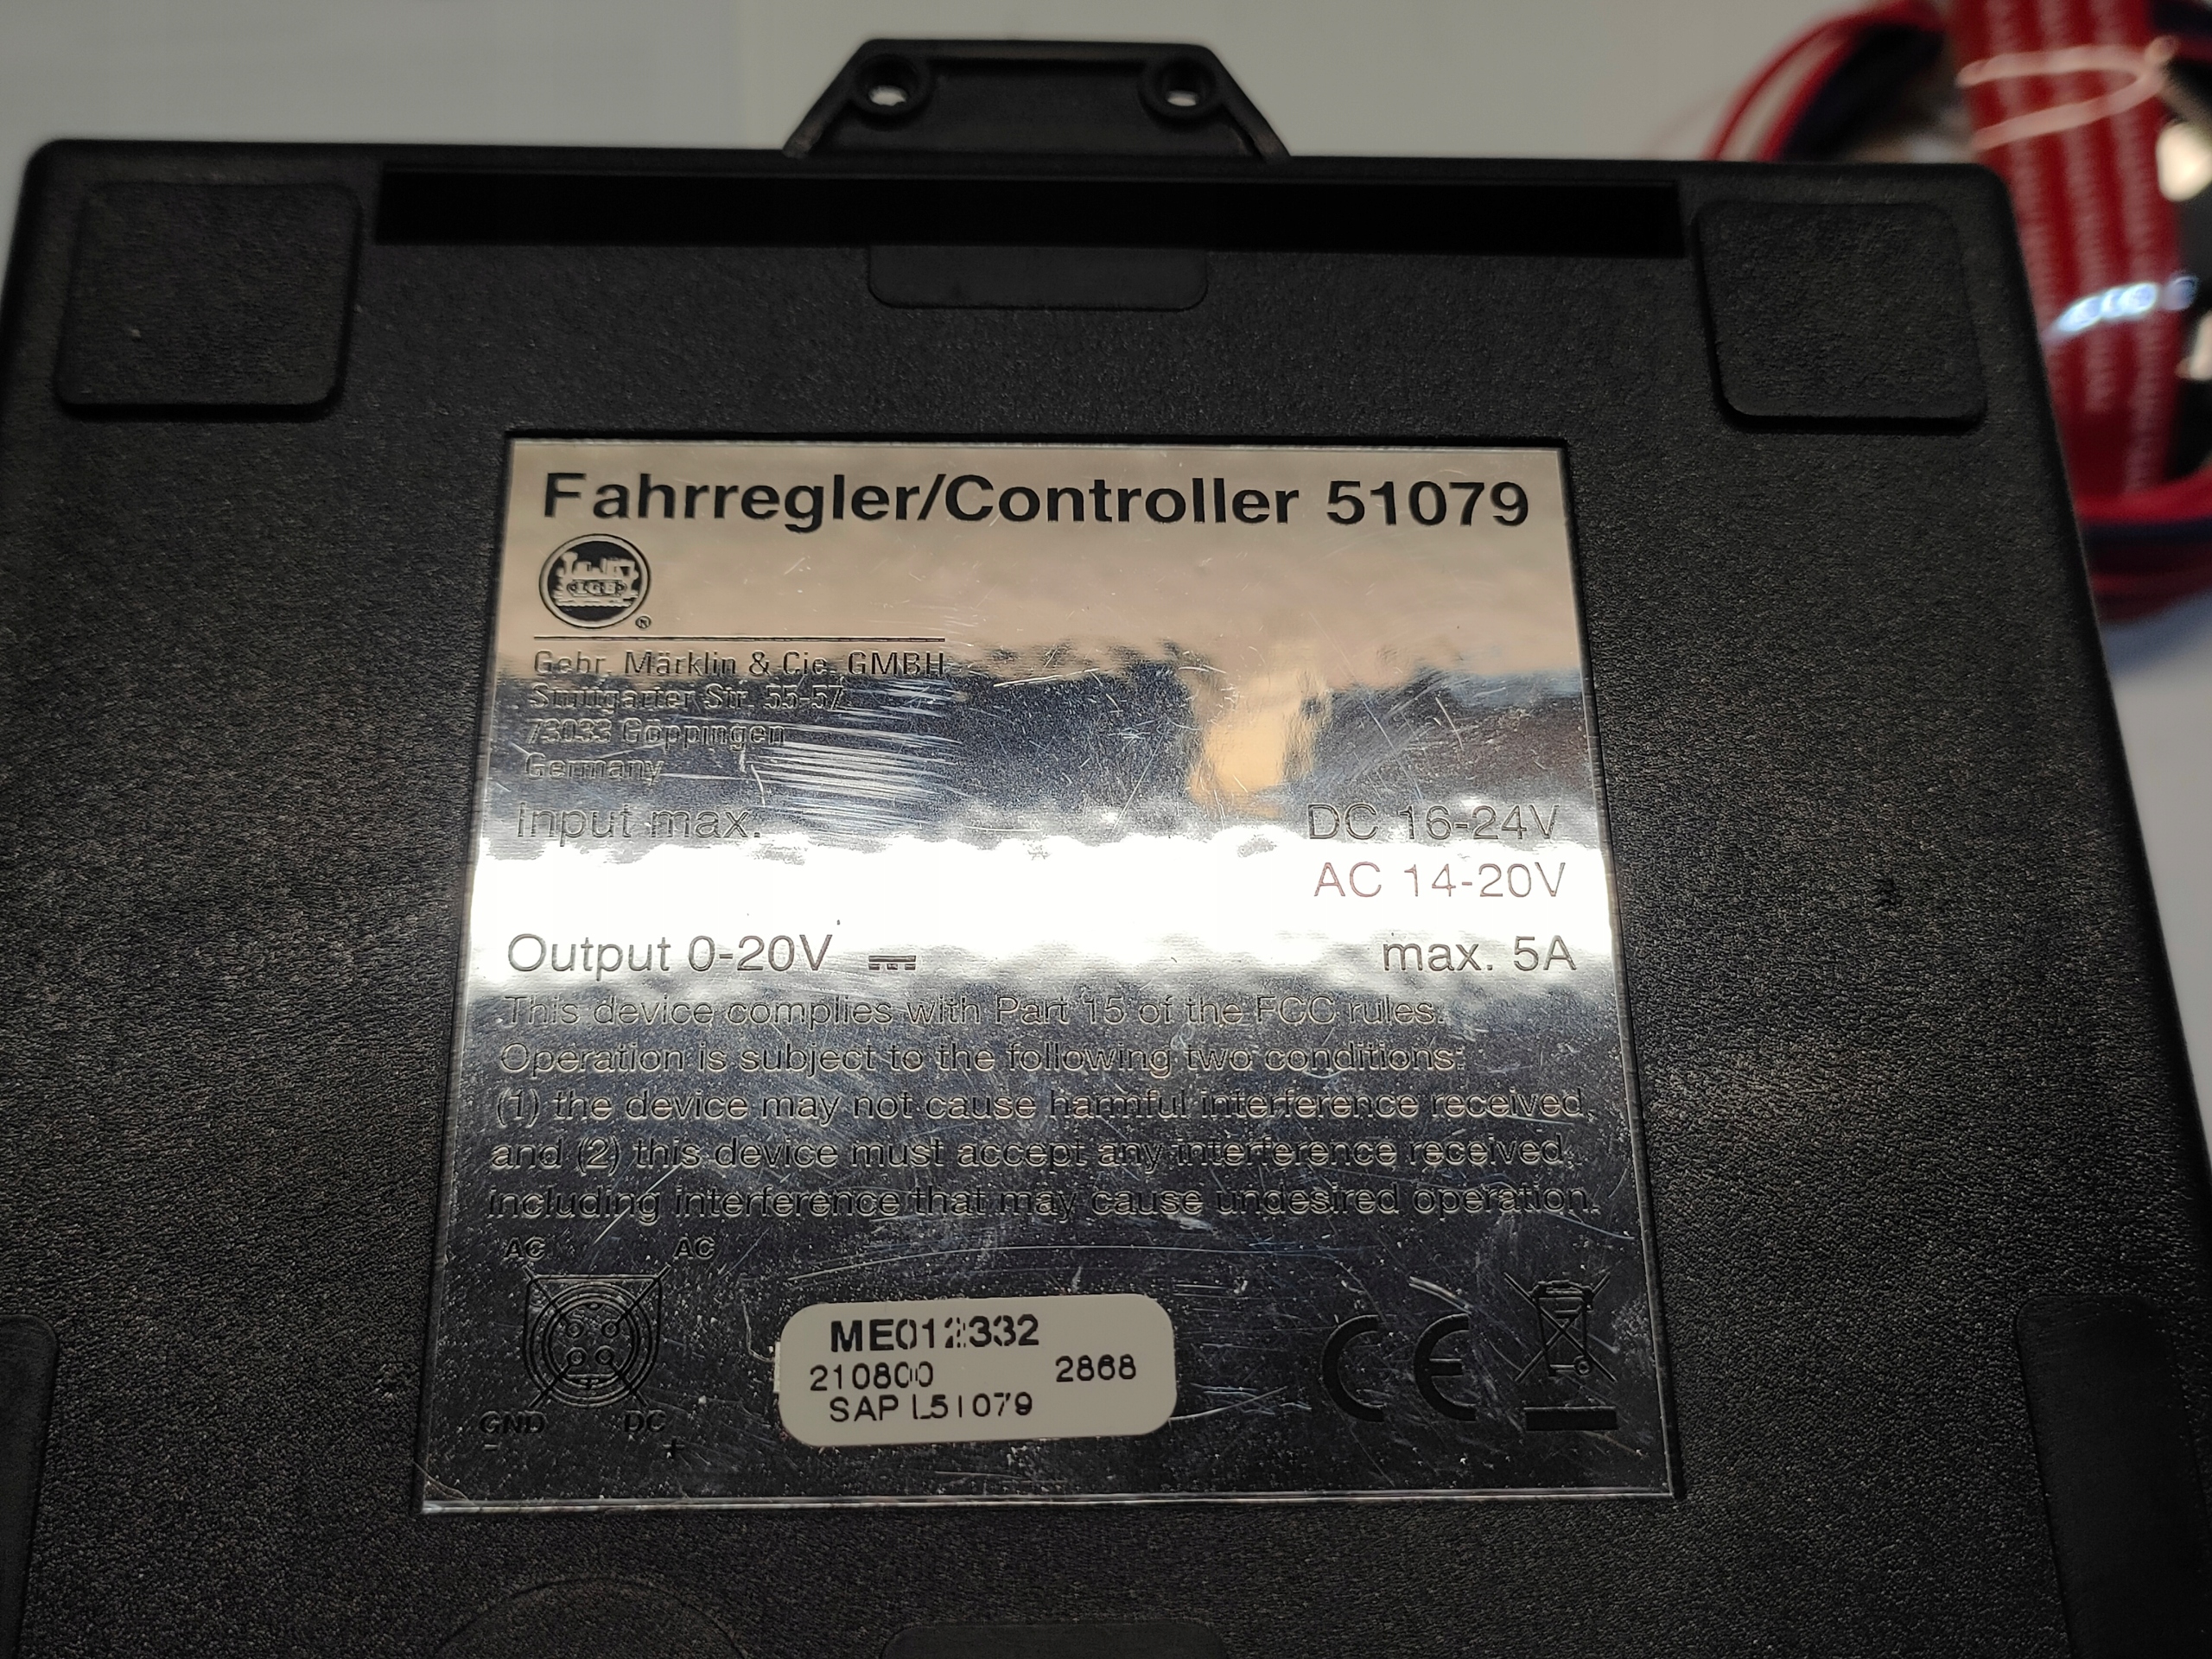 Fahrregler/Controller 51079
LGB
®
Gebr. Märklin & Cie. GMBH
Stuttgarter Str. 55-57
73033 Göppingen
Germany
Input max. DC 16-24V
AC 14-20V
Output 0-20V max. 5A
This device complies with Part 15 of the FCC rules.
Operation is subject to the following two conditions:
(1) the device may not cause harmful interference received,
and (2) this device must accept any interference received,
including interference that may cause undesired operation.
AC AC
GND DC
- +
ME012332
210800 2868
SAP L51079
CE